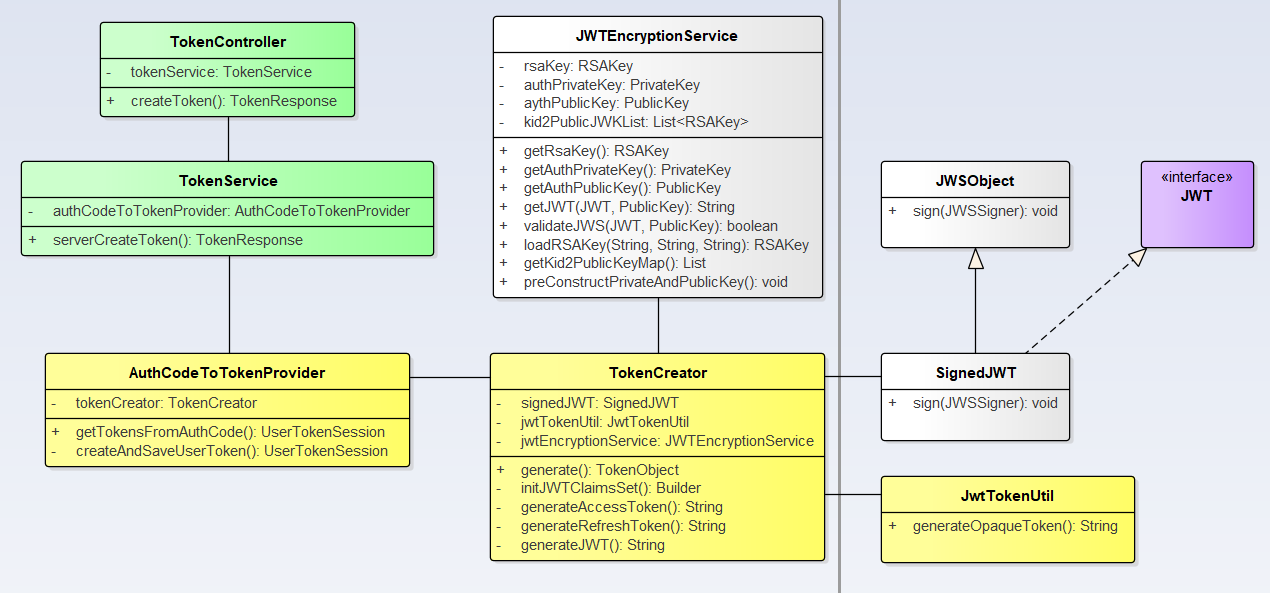 TokenController
- tokenService: TokenService
+ createToken(): TokenResponse
TokenService
- authCodeToTokenProvider: AuthCodeToTokenProvider
+ serverCreateToken(): TokenResponse
JWTEncryptionService
- rsaKey: RSAKey
- authPrivateKey: PrivateKey
- aythPublicKey: PublicKey
- kid2PublicJWKList: List<RSAKey>
+ getRsaKey(): RSAKey
+ getAuthPrivateKey(): PrivateKey
+ getAuthPublicKey(): PublicKey
+ getJWT(JWT, PublicKey): String
+ validateJWS(JWT, PublicKey): boolean
+ loadRSAKey(String, String, String): RSAKey
+ getKid2PublicKeyMap(): List
+ preConstructPrivateAndPublicKey(): void
JWSObject
+ sign(JWSSigner): void
«interface»
JWT
AuthCodeToTokenProvider
- tokenCreator: TokenCreator
+ getTokensFromAuthCode(): UserTokenSession
- createAndSaveUserToken(): UserTokenSession
TokenCreator
- signedJWT: SignedJWT
- jwtTokenUtil: JwtTokenUtil
- jwtEncryptionService: JWTEncryptionService
+ generate(): TokenObject
- initJWTClaimsSet(): Builder
- generateAccessToken(): String
- generateRefreshToken(): String
- generateJWT(): String
SignedJWT
+ sign(JWSSigner): void
JwtTokenUtil
+ generateOpaqueToken(): String